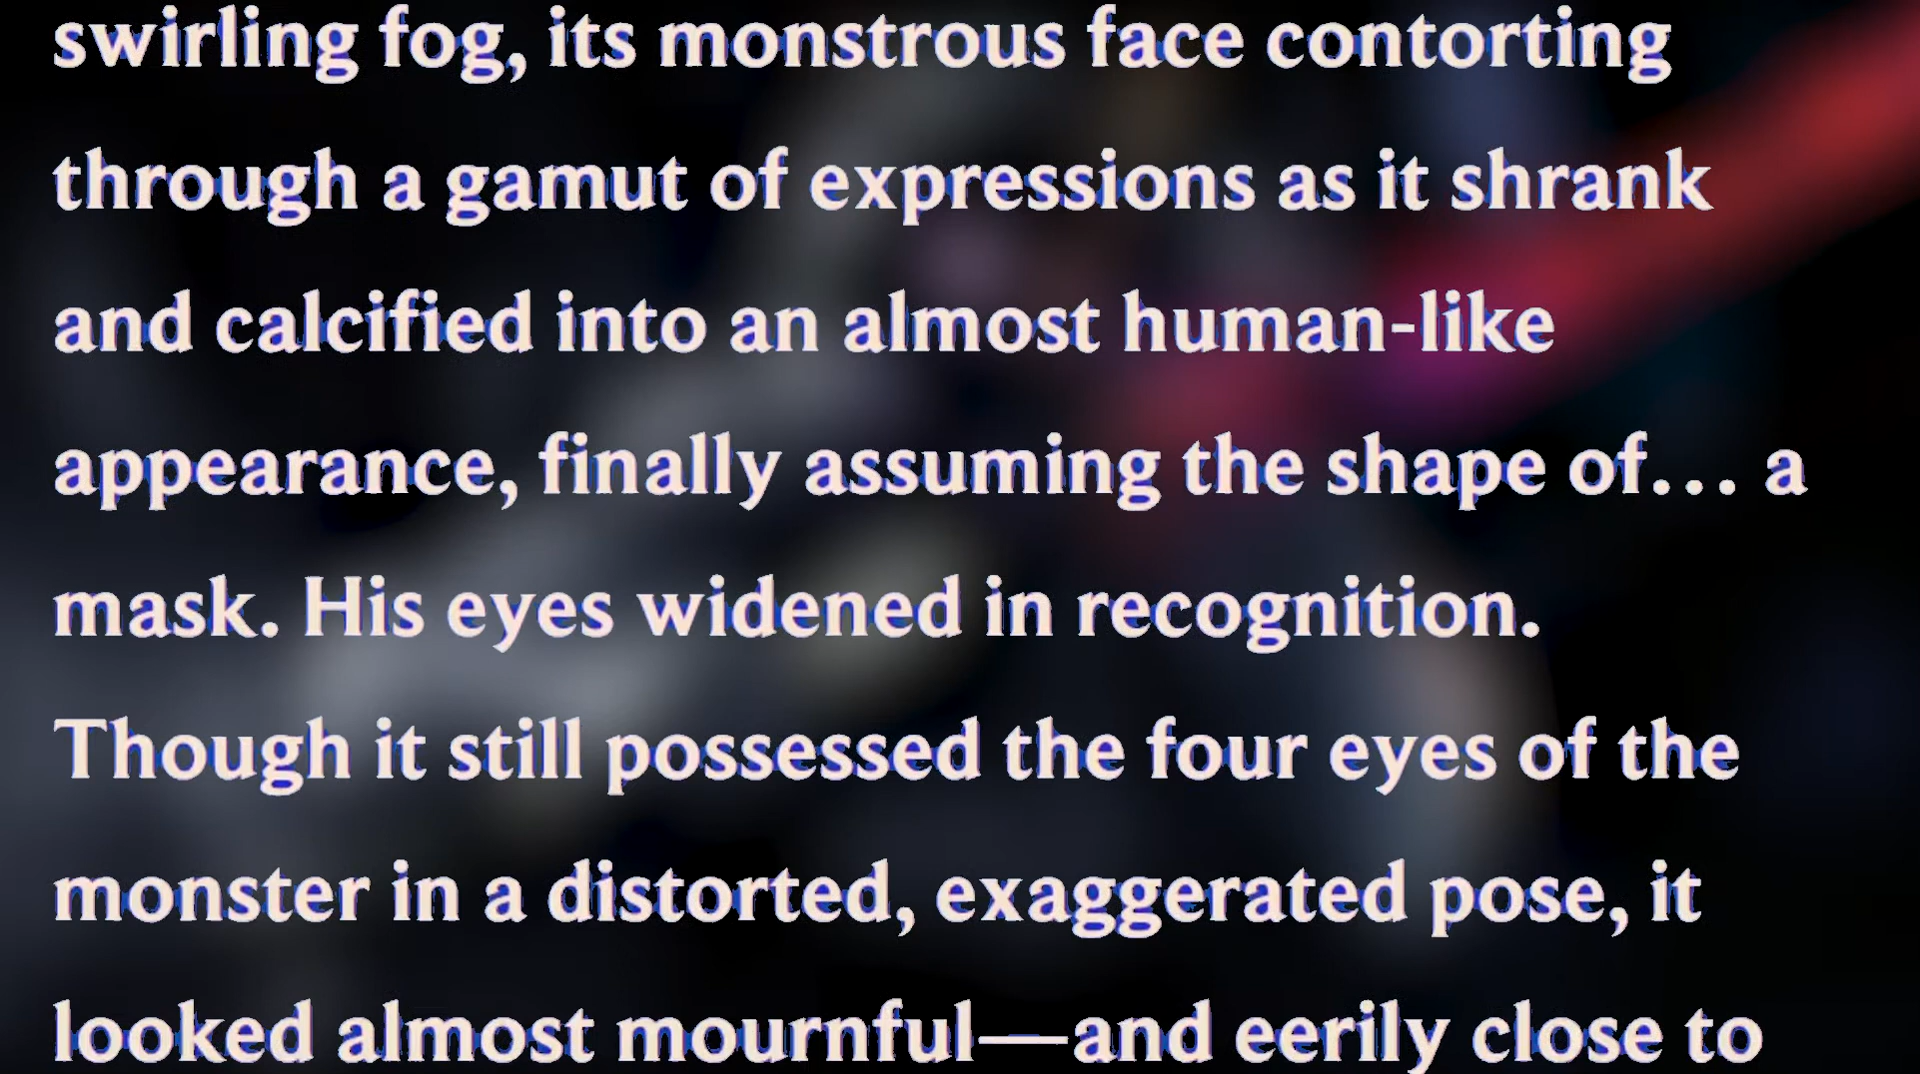 swirling fog, its monstrous face contorting
through a gamut of expressions as it shrank
and calcified into an almost human-like
appearance, finally assuming the shape of… a
mask. His eyes widened in recognition.
Though it still possessed the four eyes of the
monster in a distorted, exaggerated pose, it
looked almost mournful—and eerily close to